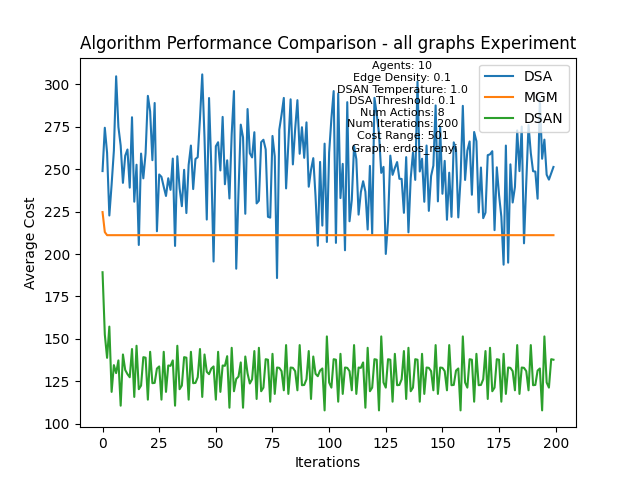 Algorithm Performance Comparison - all graphs Experiment
Agents: 10
Edge Density: 0.1
DSAN Temperature: 1.0
DSA Threshold: 0.1
Num Actions: 8
Num Iterations: 200
Cost Range: 501
Graph: erdos_renyi
DSA
MGM
DSAN
Average Cost
300
275
250
225
200
175
150
125
100
0 25 50 75 100 125 150 175 200
Iterations